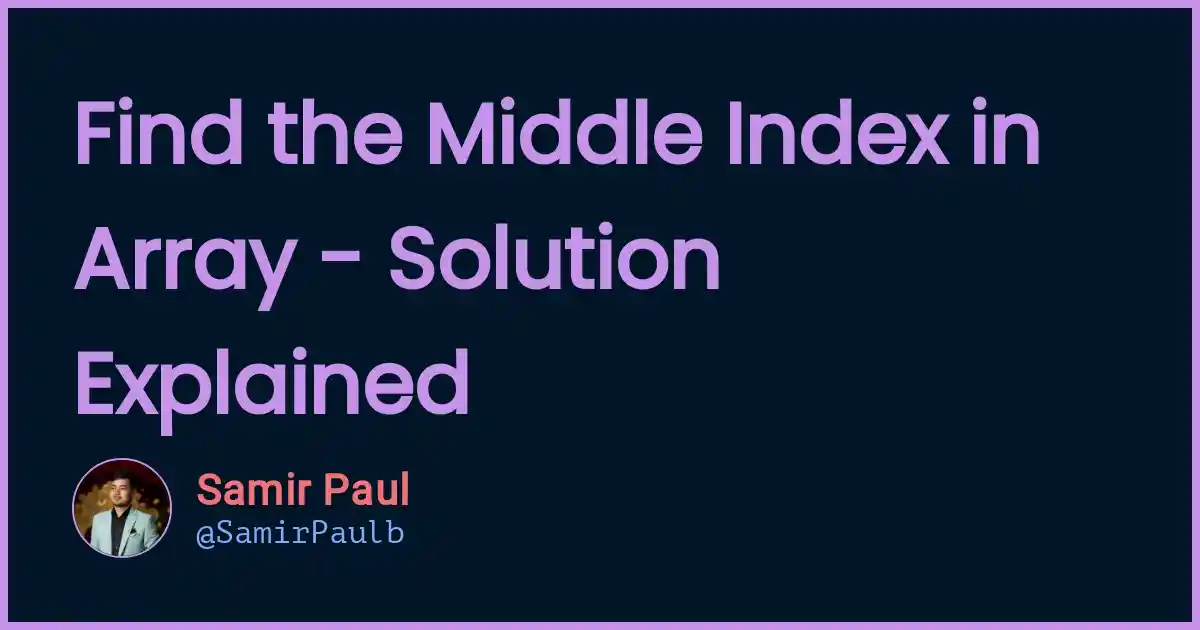 Find the Middle Index in
Array - Solution
Explained
Samir Paul
@SamirPaulb